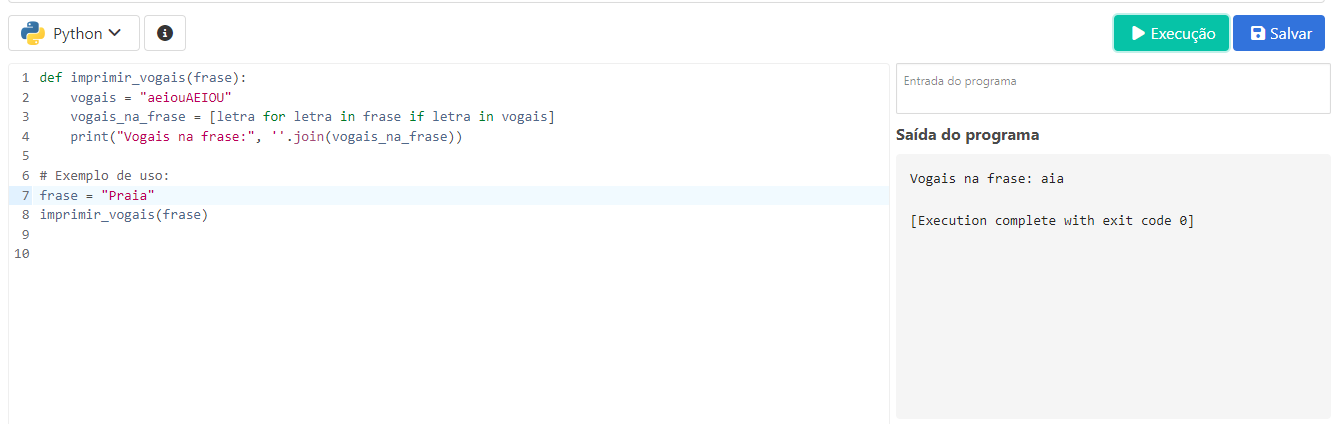 Python
Execução
Salvar
1 def imprimir_vogais(frase):
2     vogais = "aeiouAEIOU"
3     vogais_na_frase = [letra for letra in frase if letra in vogais]
4     print("Vogais na frase:", ''.join(vogais_na_frase))
5
6 # Exemplo de uso:
7 frase = "Praia"
8 imprimir_vogais(frase)
9
10
Entrada do programa
Saída do programa
Vogais na frase: aia
[Execution complete with exit code 0]